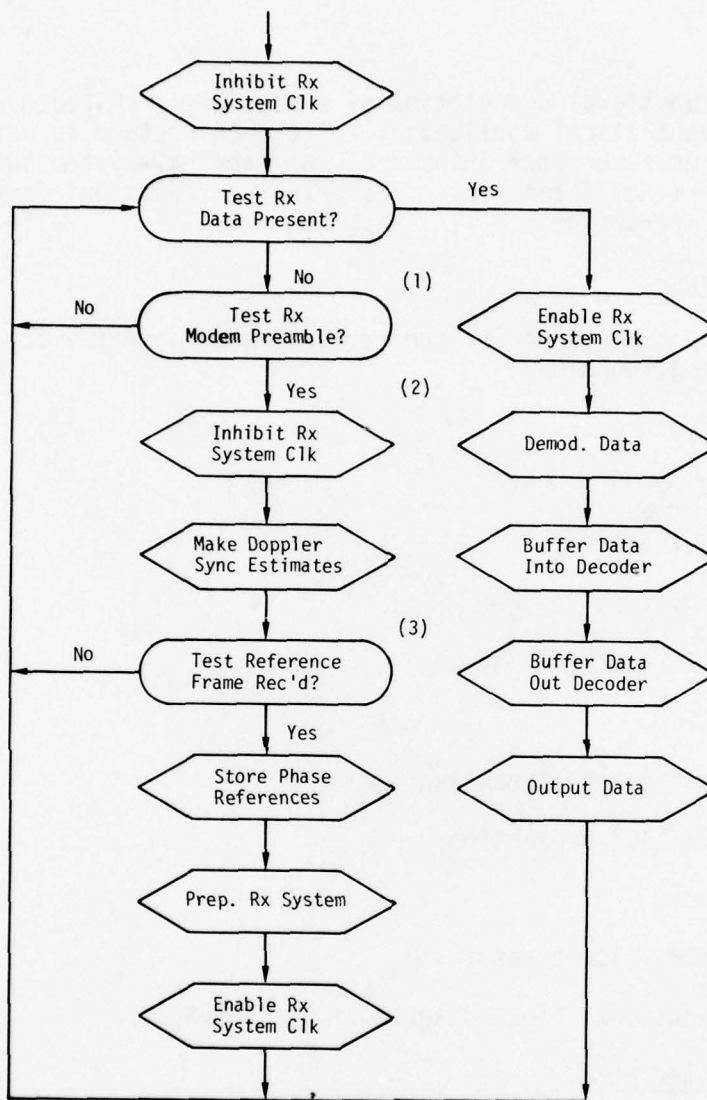 Inhibit Rx
System Clk
Test Rx
Data Present?
Yes
No
(1)
Test Rx
Modem Preamble?
No
Enable Rx
System Clk
Yes
(2)
Inhibit Rx
System Clk
Demod. Data
Make Doppler
Sync Estimates
Buffer Data
Into Decoder
(3)
No
Test Reference
Frame Rec'd?
Buffer Data
Out Decoder
Yes
Store Phase
References
Output Data
Prep. Rx System
Enable Rx
System Clk